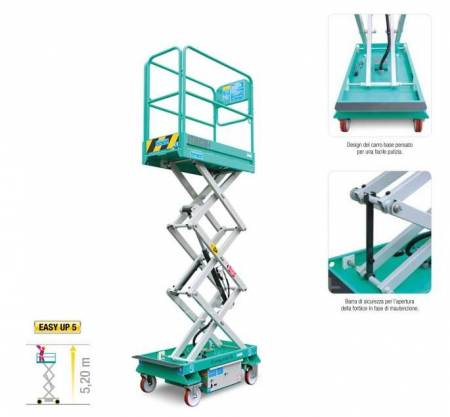 Design del carro base pensato
per una facile pulizia.
Barra di sicurezza per l'apertura
della forbice in fase di manutenzione.
EASY UP 5
5,20 m